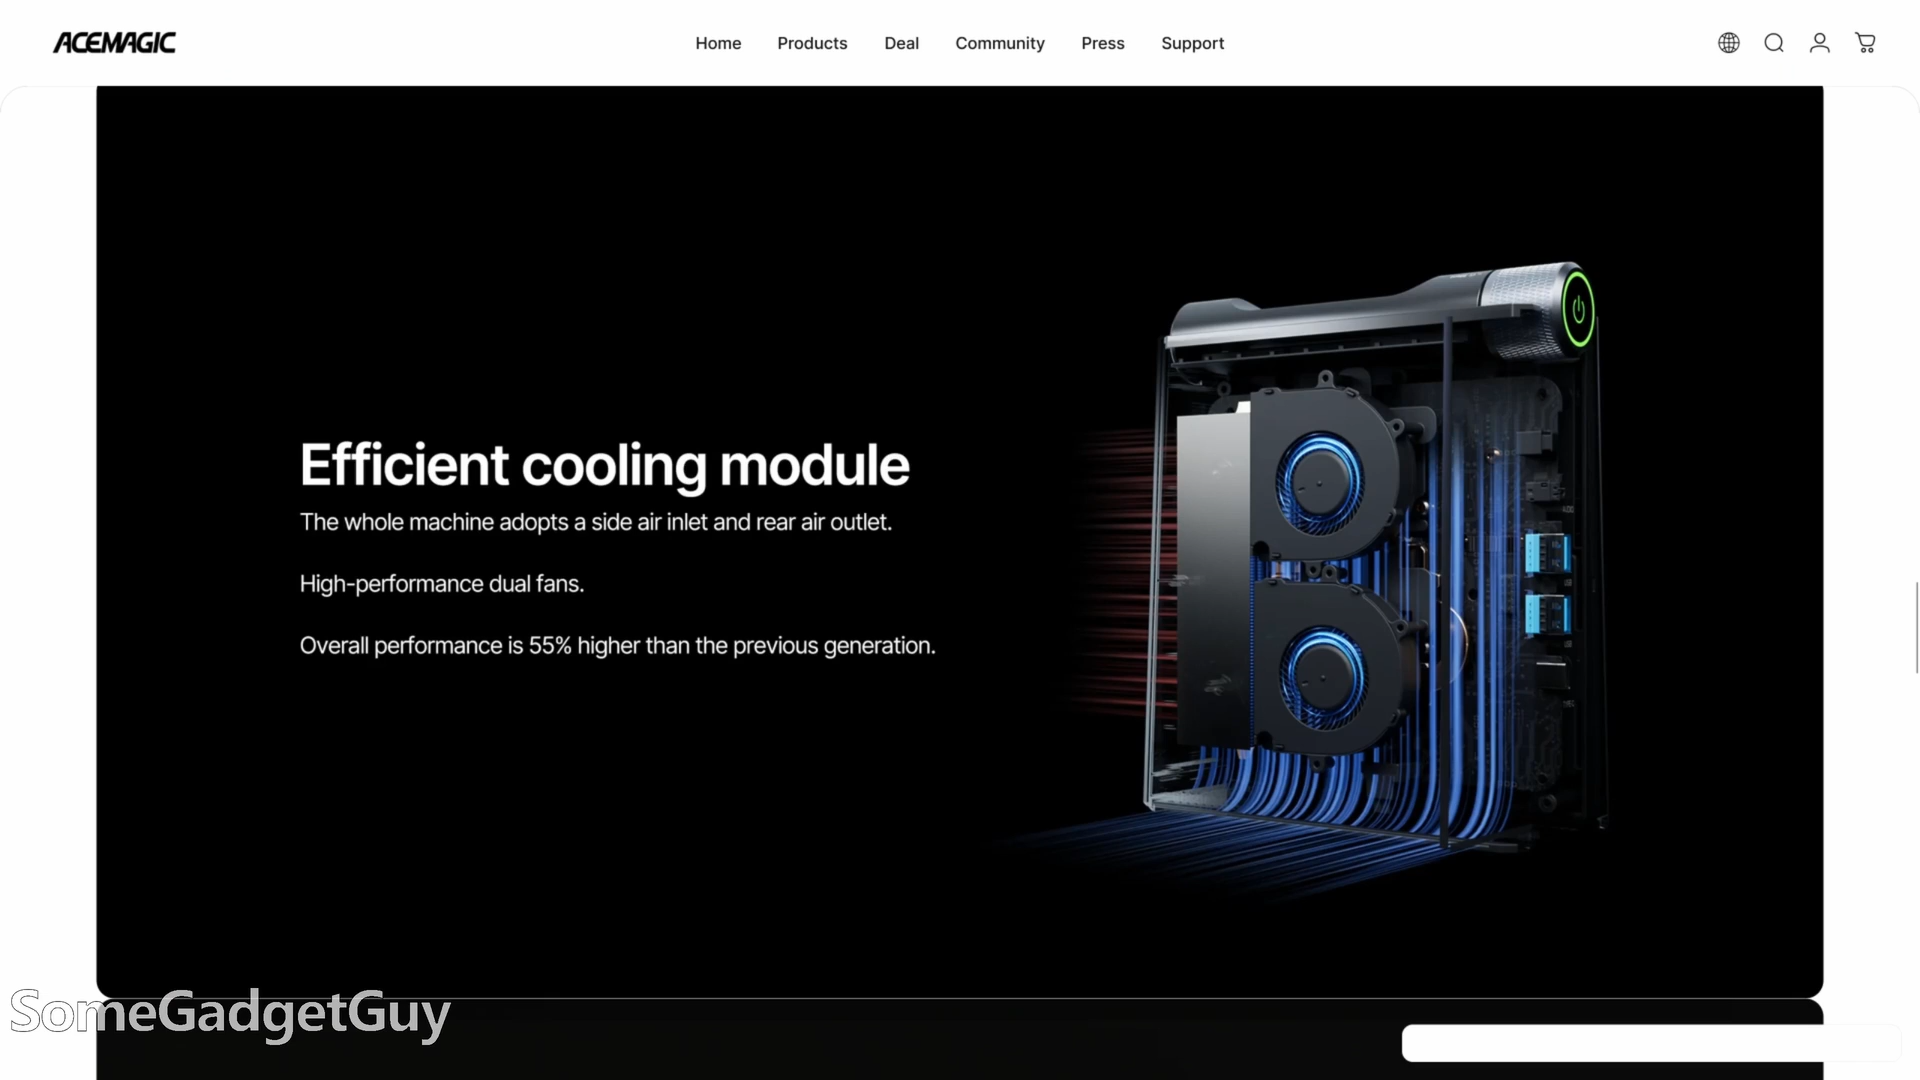 ACEMAGIC
Home Products Deal Community Press Support
Efficient cooling module
The whole machine adopts a side air inlet and rear air outlet.
High-performance dual fans.
Overall performance is 55% higher than the previous generation.
SomeGadgetGuy